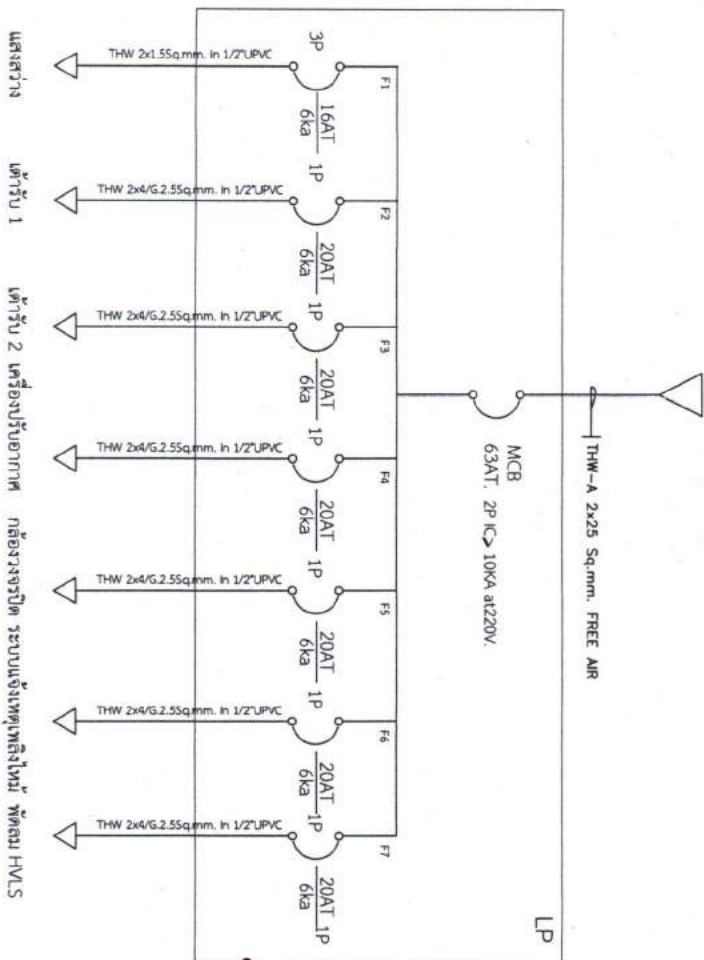 THW-A 2x25 Sq.mm. FREE AIR
LP
MCB
63AT. 2P IC≥ 10KA at220V.
F1
F2
F3
F4
F5
F6
F7
3P
16AT
6ka
1P
20AT
6ka
1P
20AT
6ka
1P
20AT
6ka
1P
20AT
6ka
1P
20AT
6ka
1P
20AT
6ka
1P
THW 2x1.5Sq.mm. in 1/2"UPVC
THW 2x4/G.2.5Sq.mm. in 1/2"UPVC
THW 2x4/G.2.5Sq.mm. in 1/2"UPVC
THW 2x4/G.2.5Sq.mm. in 1/2"UPVC
THW 2x4/G.2.5Sq.mm. in 1/2"UPVC
THW 2x4/G.2.5Sq.mm. in 1/2"UPVC
THW 2x4/G.2.5Sq.mm. in 1/2"UPVC
แสงสว่าง เต้ารับ 1 เต้ารับ 2 เครื่องปรับอากาศ กล้องวงจรปิด ระบบแจ้งเหตุเพลิงไหม้ พัดลม HVLS